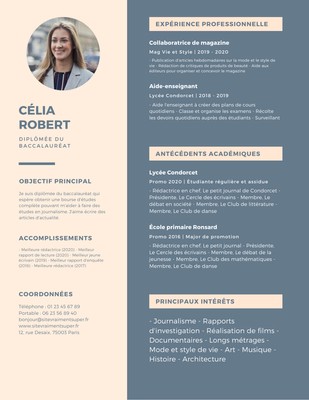 CÉLIA
ROBERT
DIPLÔMÉE DU
BACCALAURÉAT
OBJECTIF PRINCIPAL
Je suis diplômée du baccalauréat qui
espère obtenir une bourse d'études
complète pouvant m'aider à faire des
études en journalisme. J'aime écrire des
articles d'actualité.
ACCOMPLISSEMENTS
- Meilleure rédactrice (2020) - Meilleur
rapport de lecture (2020) - Meilleur jeune
écrivain (2019) - Meilleur rapport d'enquête
(2019) - Meilleure rédactrice (2017)
COORDONNÉES
Téléphone : 01 23 45 67 89
Portable : 06 23 56 69 40
bonjour@sitevraimentsuper.fr
www.sitevraimentsuper.fr
12, rue Desaix, 75003 Paris
EXPÉRIENCE PROFESSIONNELLE
Collaboratrice de magazine
Mag Vie et Style | 2019 - 2020
- Publication d'articles hebdomadaires sur la mode et le style de
vie - Rédaction de critiques de produits de beauté - Aide aux
éditeurs pour organiser et concevoir le magazine
Aide-enseignant
Lycée Condorcet | 2018 - 2019
- Aide l'enseignant à créer des plans de cours
quotidiens - Classe et organise les examens - Récolte
les devoirs quotidiens auprès des étudiants - Surveillant
ANTÉCÉDENTS ACADÉMIQUES
Lycée Condorcet
Promo 2020 | Étudiante régulière et assidue
- Rédactrice en chef, Le petit journal de Condorcet -
Présidente, Le Cercle des écrivains - Membre, Le
débat en société - Membre, Le Club de littérature -
Membre, Le Club de danse
École primaire Ronsard
Promo 2016 | Major de promotion
- Rédactrice en chef, Le petit journal - Présidente,
Le Cercle des écrivains - Membre, Le débat de la
jeunesse - Membre, Le Club des mathématiques -
Membre, Le Club de danse
PRINCIPAUX INTÉRÊTS
- Journalisme - Rapports
d'investigation - Réalisation de films -
Documentaires - Longs métrages -
Mode et style de vie - Art - Musique -
Histoire - Architecture